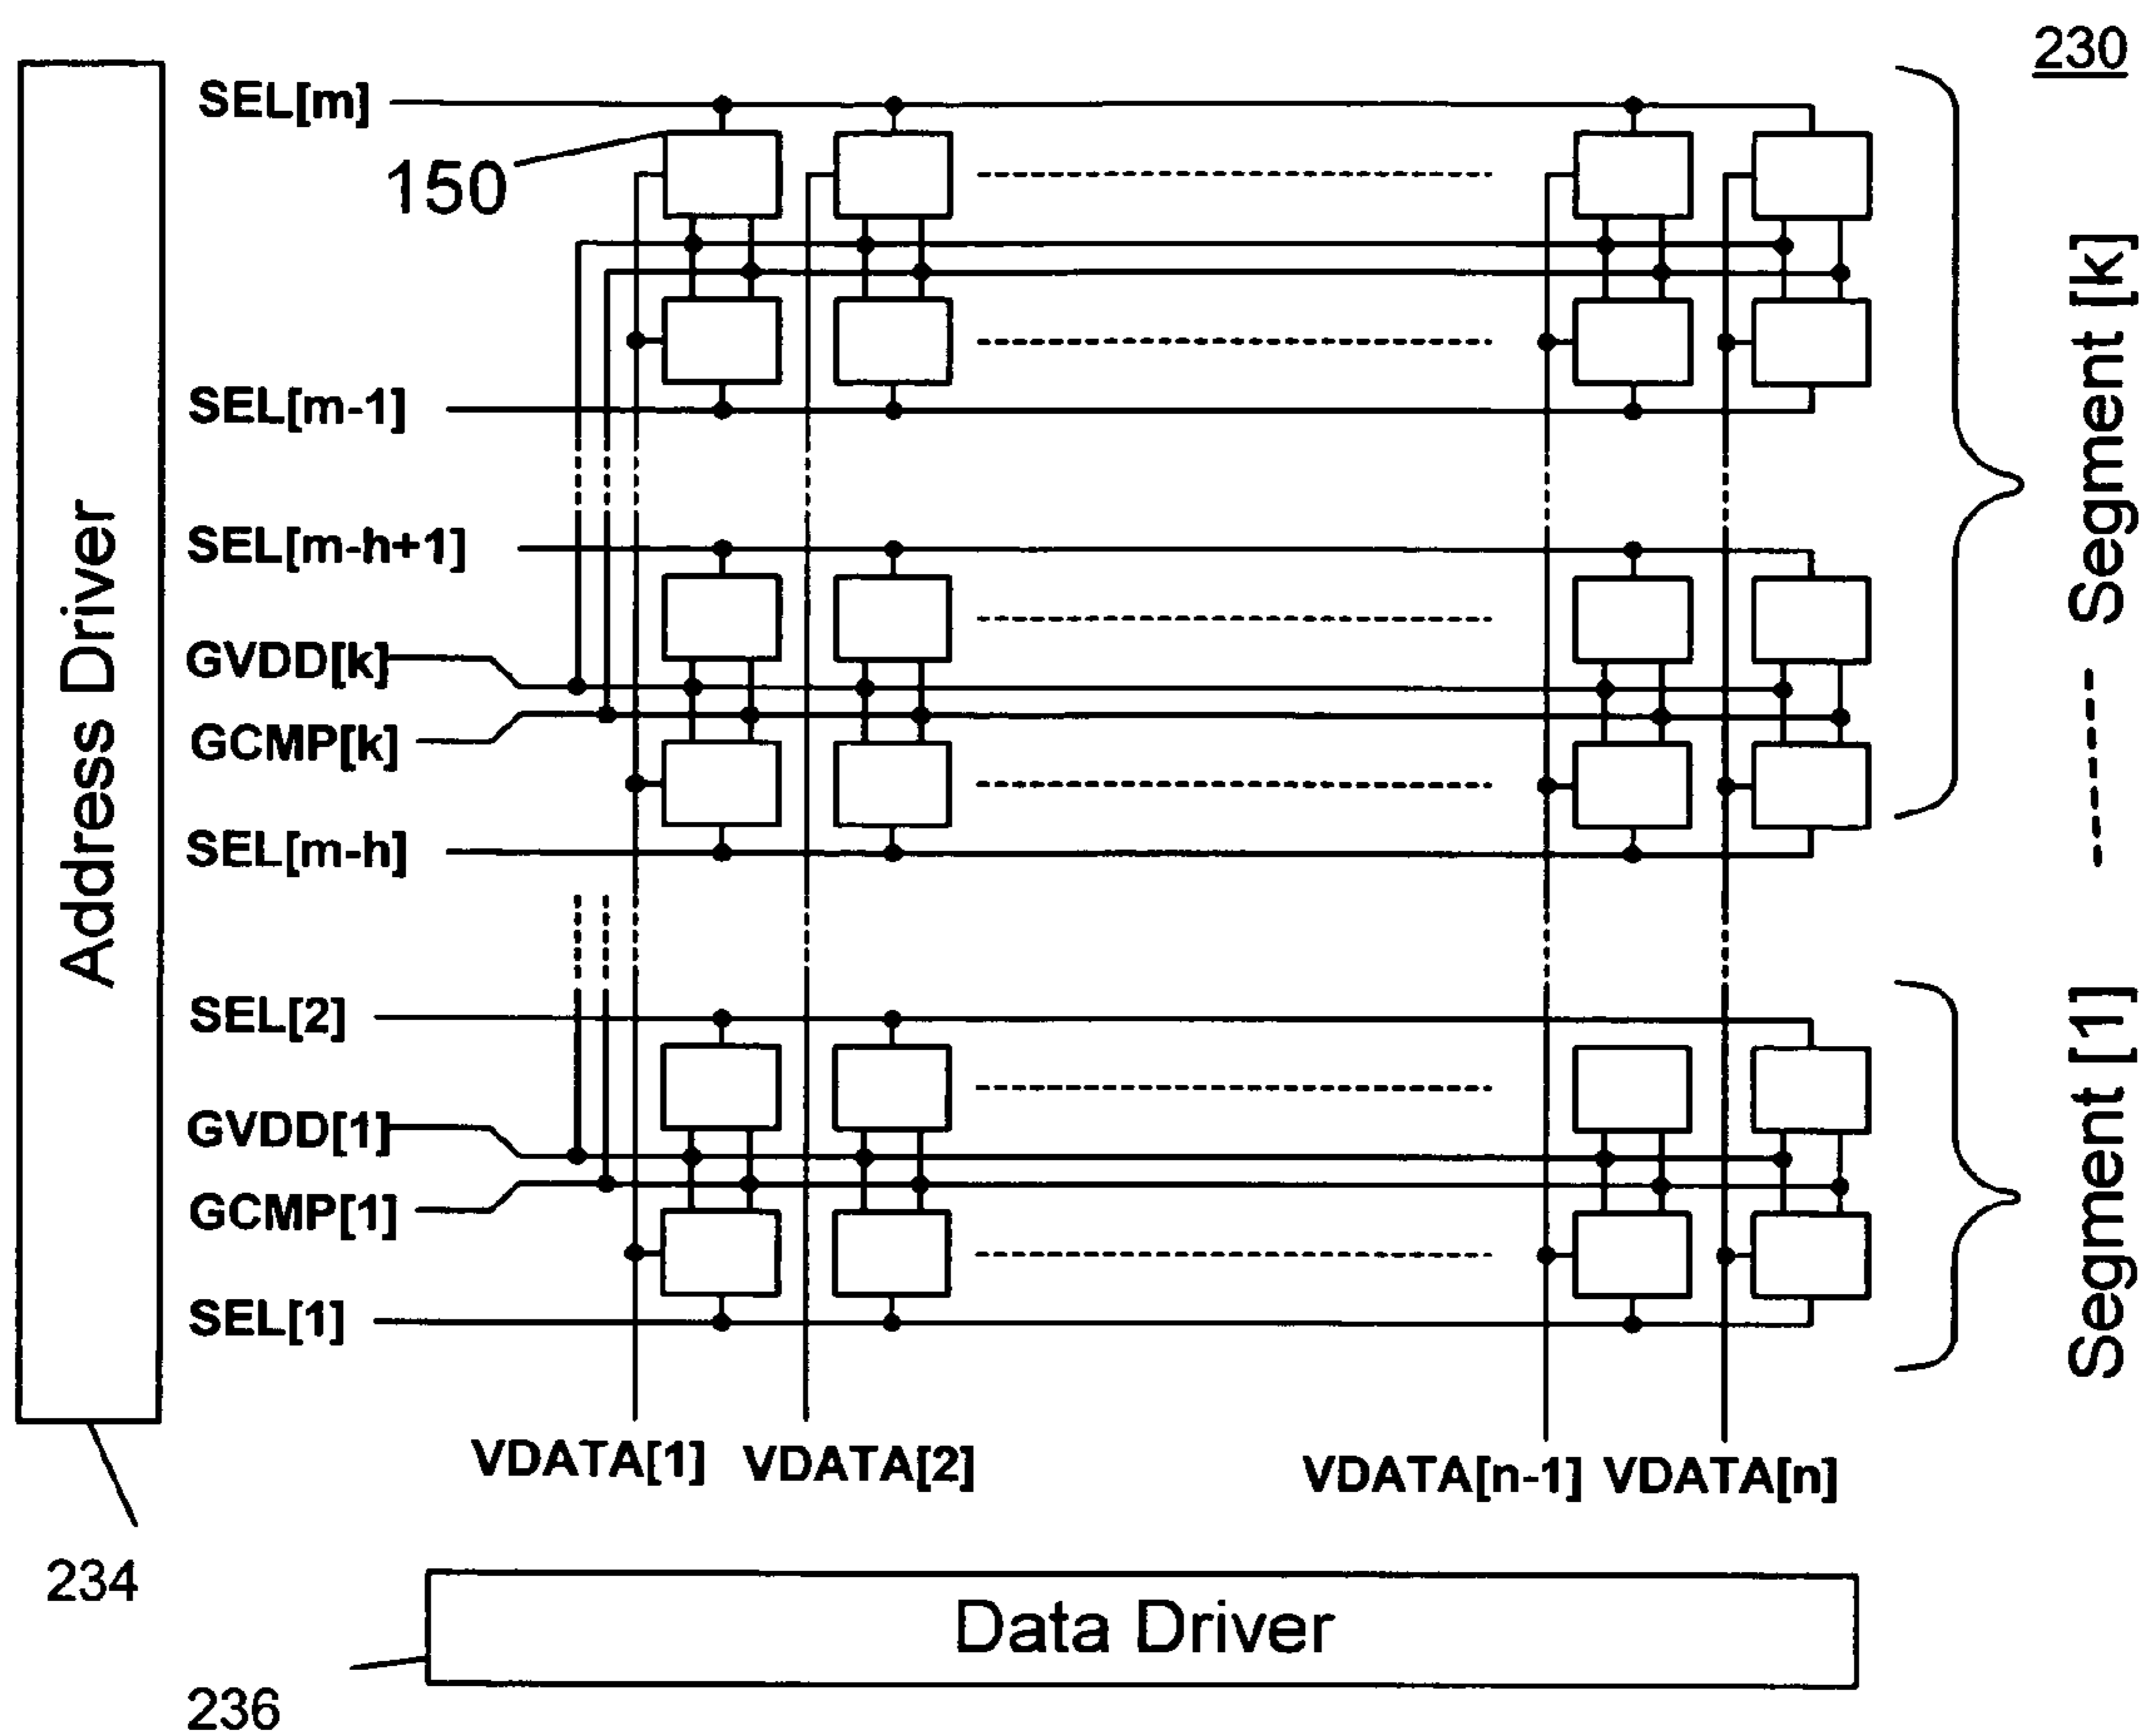 230
SEL[m]
150
SEL[m-1]
SEL[m-h+1]
GVDD[k]
GCMP[k]
SEL[m-h]
SEL[2]
GVDD[1]
GCMP[1]
SEL[1]
Address Driver
Segment [k]
Segment [1]
VDATA[1] VDATA[2] VDATA[n-1] VDATA[n]
234
Data Driver
236